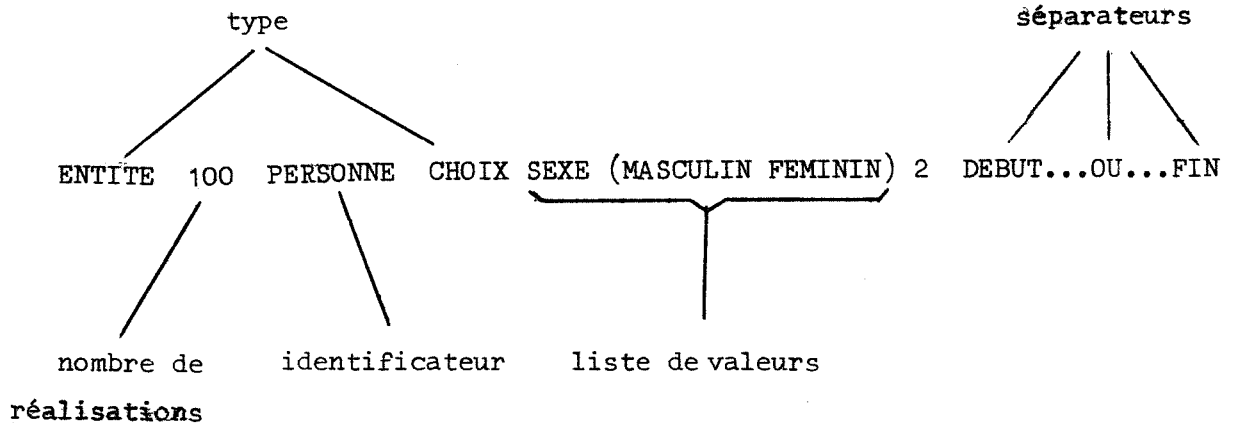 type séparateurs
ENTITE 100 PERSONNE CHOIX SEXE (MASCULIN FEMININ) 2 DEBUT...OU...FIN
nombre de identificateur liste de valeurs
réalisations